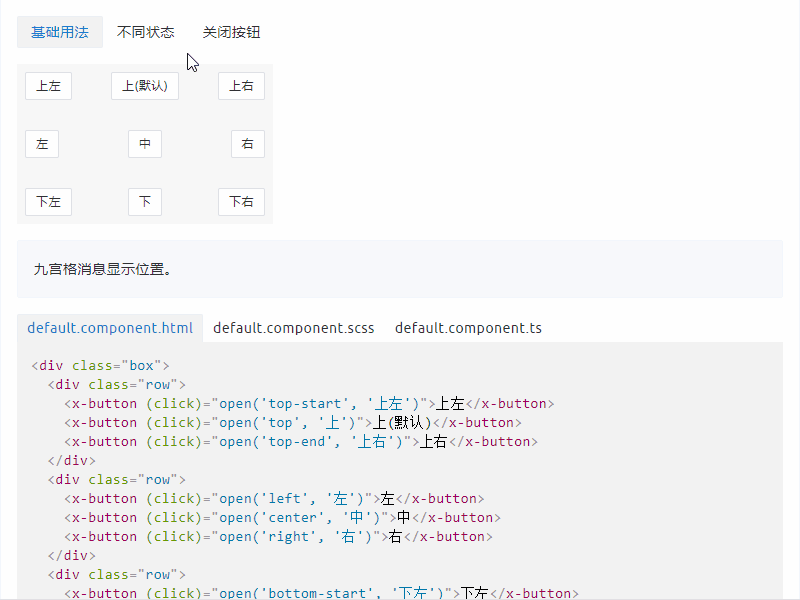 基础用法 不同状态 关闭按钮
上左 上(默认) 上右
左 中 右
下左 下 下右
九宫格消息显示位置。
default.component.html default.component.scss default.component.ts
<div class="box">
<div class="row">
<x-button (click)="open('top-start', '上左')">上左</x-button>
<x-button (click)="open('top', '上')">上(默认)</x-button>
<x-button (click)="open('top-end', '上右')">上右</x-button>
</div>
<div class="row">
<x-button (click)="open('left', '左')">左</x-button>
<x-button (click)="open('center', '中')">中</x-button>
<x-button (click)="open('right', '右')">右</x-button>
</div>
<div class="row">
<x-button (click)="open('bottom-start', '下左')">下左</x-button>